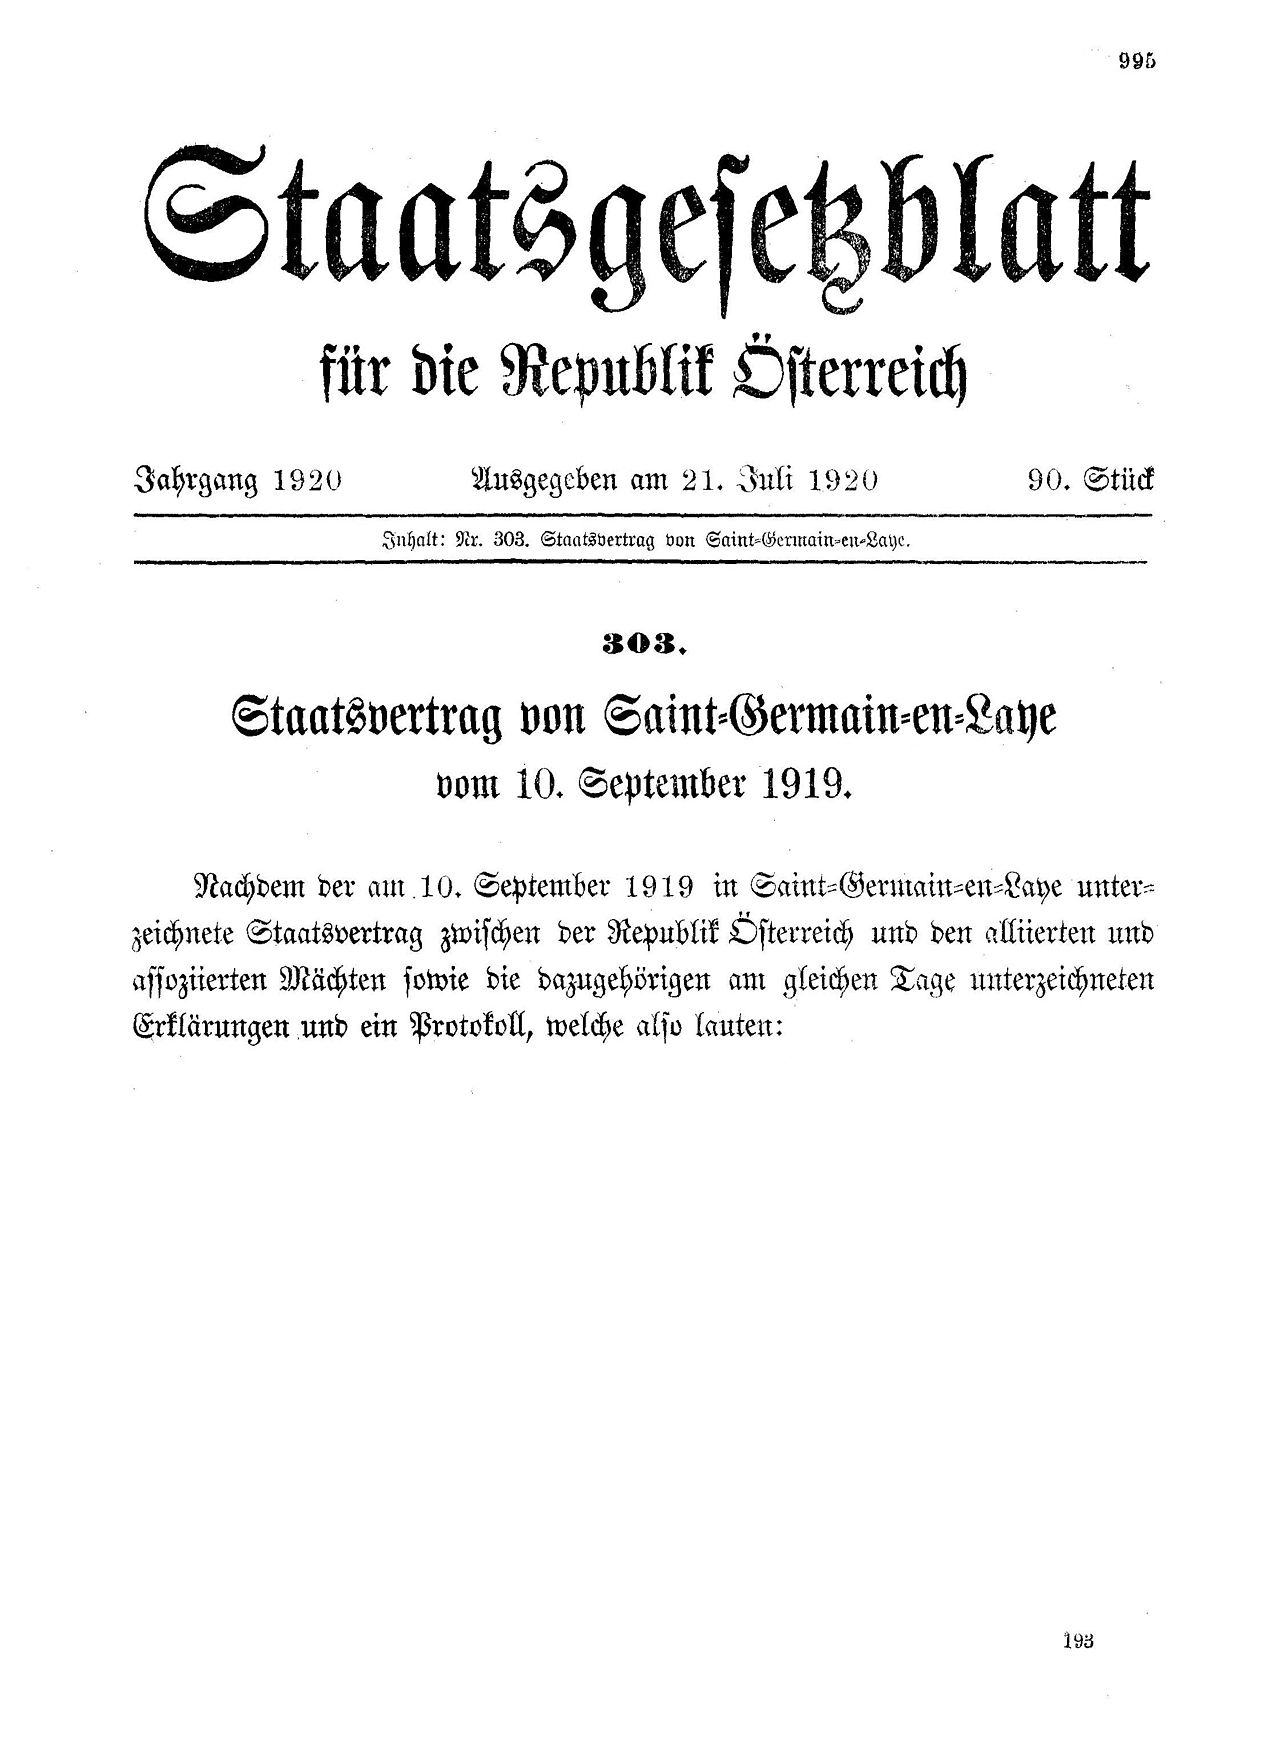 995
Staatsgesetzblatt
für die Republik Österreich
Jahrgang 1920 Ausgegeben am 21. Juli 1920 90. Stück
Inhalt: Nr. 303. Staatsvertrag von Saint-Germain-en-Laye.
303.
Staatsvertrag von Saint-Germain-en-Laye
vom 10. September 1919.
Nachdem der am 10. September 1919 in Saint-Germain-en-Laye unter-
zeichnete Staatsvertrag zwischen der Republik Österreich und den alliierten und
assoziierten Mächten sowie die dazugehörigen am gleichen Tage unterzeichneten
Erklärungen und ein Protokoll, welche also lauten:
193